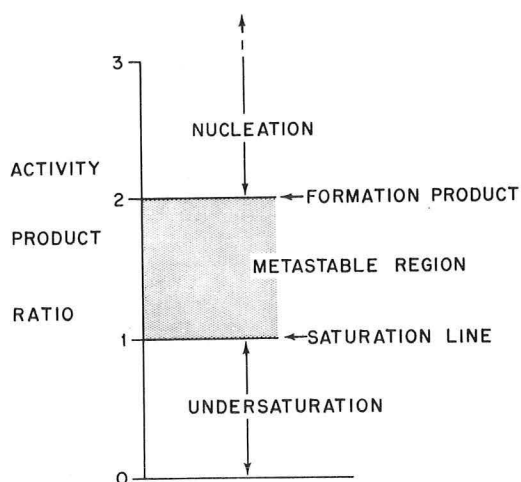 3
NUCLEATION
ACTIVITY
2
FORMATION PRODUCT
PRODUCT
METASTABLE REGION
RATIO
1
SATURATION LINE
UNDERSATURATION
0